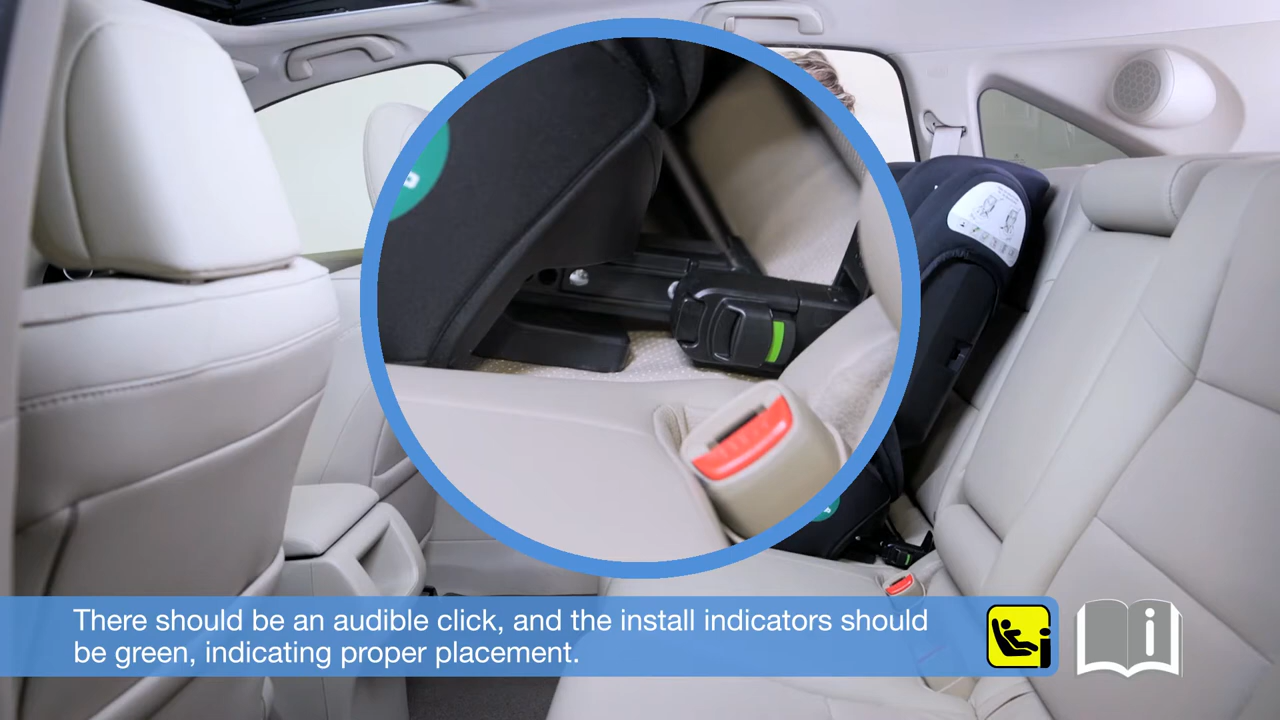 There should be an audible click, and the install indicators should
be green, indicating proper placement.